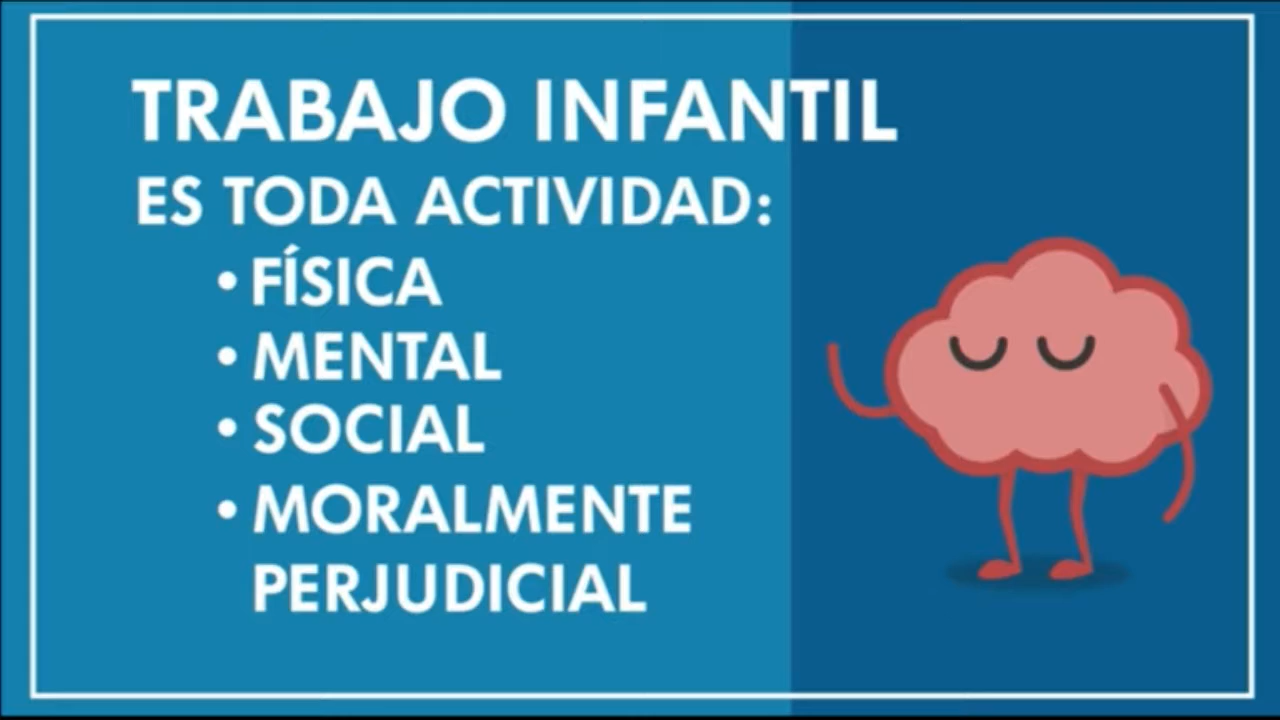 TRABAJO INFANTIL
ES TODA ACTIVIDAD:
• FÍSICA
• MENTAL
• SOCIAL
• MORALMENTE
PERJUDICIAL